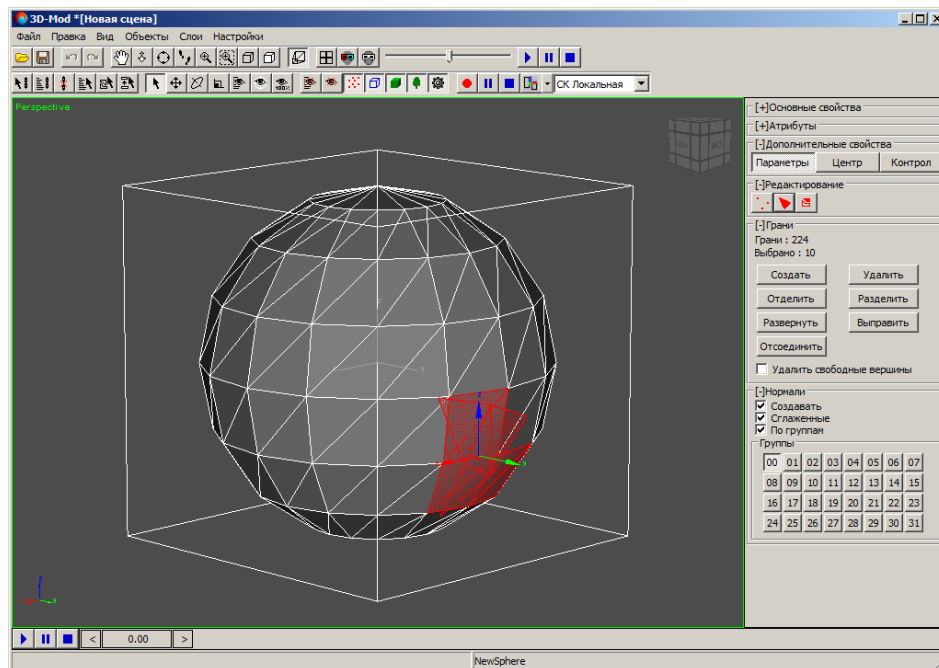 3D-Mod *[Новая сцена]
Файл Правка Вид Объекты Слои Настройки
100%
СК Локальная
Perspective
[+]Основные свойства
[+]Атрибуты
[-]Дополнительные свойства
Параметры Центр Контрол
[-]Редактирование
[-]Грани
Грани : 224
Выбрано : 10
Создать Удалить
Отделить Разделить
Развернуть Выправить
Отсоединить
Удалить свободные вершины
[-]Нормали
Создавать
Сглаженные
По группам
Группы
00 01 02 03 04 05 06 07
08 09 10 11 12 13 14 15
16 17 18 19 20 21 22 23
24 25 26 27 28 29 30 31
z
y
z
y
< 0.00 >
NewSphere